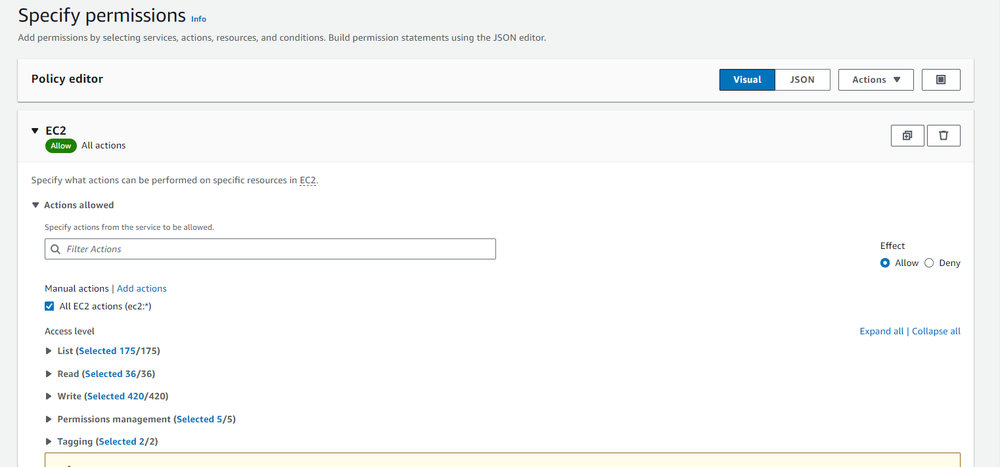 Specify permissions Info
Add permissions by selecting services, actions, resources, and conditions. Build permission statements using the JSON editor.
Policy editor
Visual JSON Actions
EC2
Allow All actions
Specify what actions can be performed on specific resources in EC2.
Actions allowed
Specify actions from the service to be allowed.
Filter Actions
Effect
Allow Deny
Manual actions | Add actions
All EC2 actions (ec2:*)
Access level Expand all | Collapse all
List (Selected 175/175)
Read (Selected 36/36)
Write (Selected 420/420)
Permissions management (Selected 5/5)
Tagging (Selected 2/2)